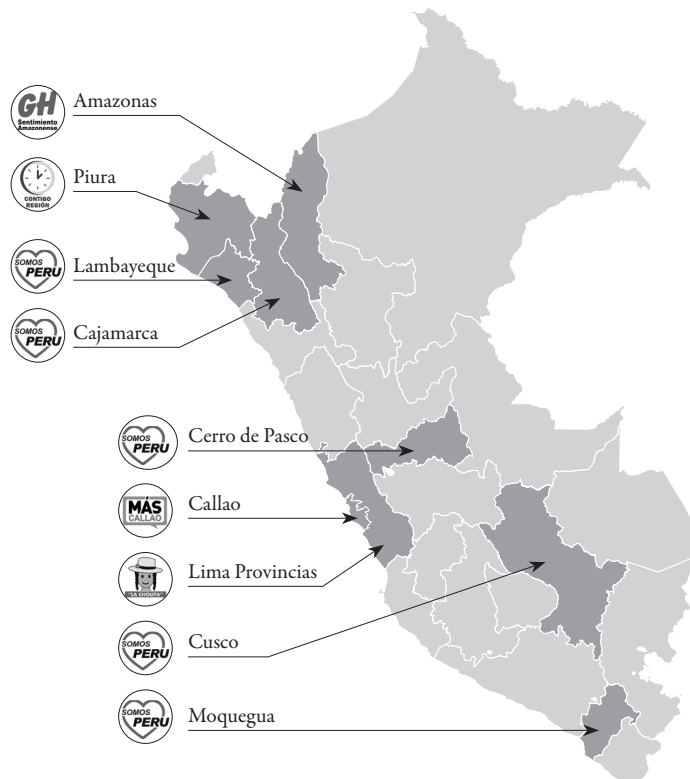 GH
Sentimiento
Amazonense
Amazonas
CONTIGO
REGIÓN
Piura
SOMOS
PERU
Lambayeque
SOMOS
PERU
Cajamarca
SOMOS
PERU
Cerro de Pasco
MÁS
CALLAO
Callao
"LA CHOLITA"
Lima Provincias
SOMOS
PERU
Cusco
SOMOS
PERU
Moquegua